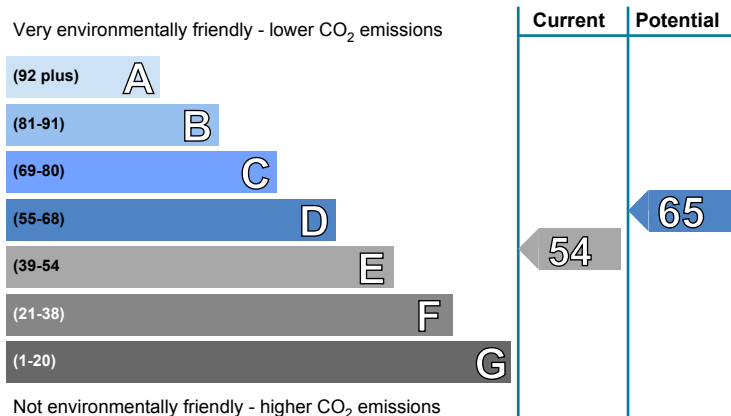 Very environmentally friendly - lower CO2 emissions
Current
Potential
(92 plus) A
(81-91) B
(69-80) C
(55-68) D
65
(39-54 E
54
(21-38) F
(1-20) G
Not environmentally friendly - higher CO2 emissions